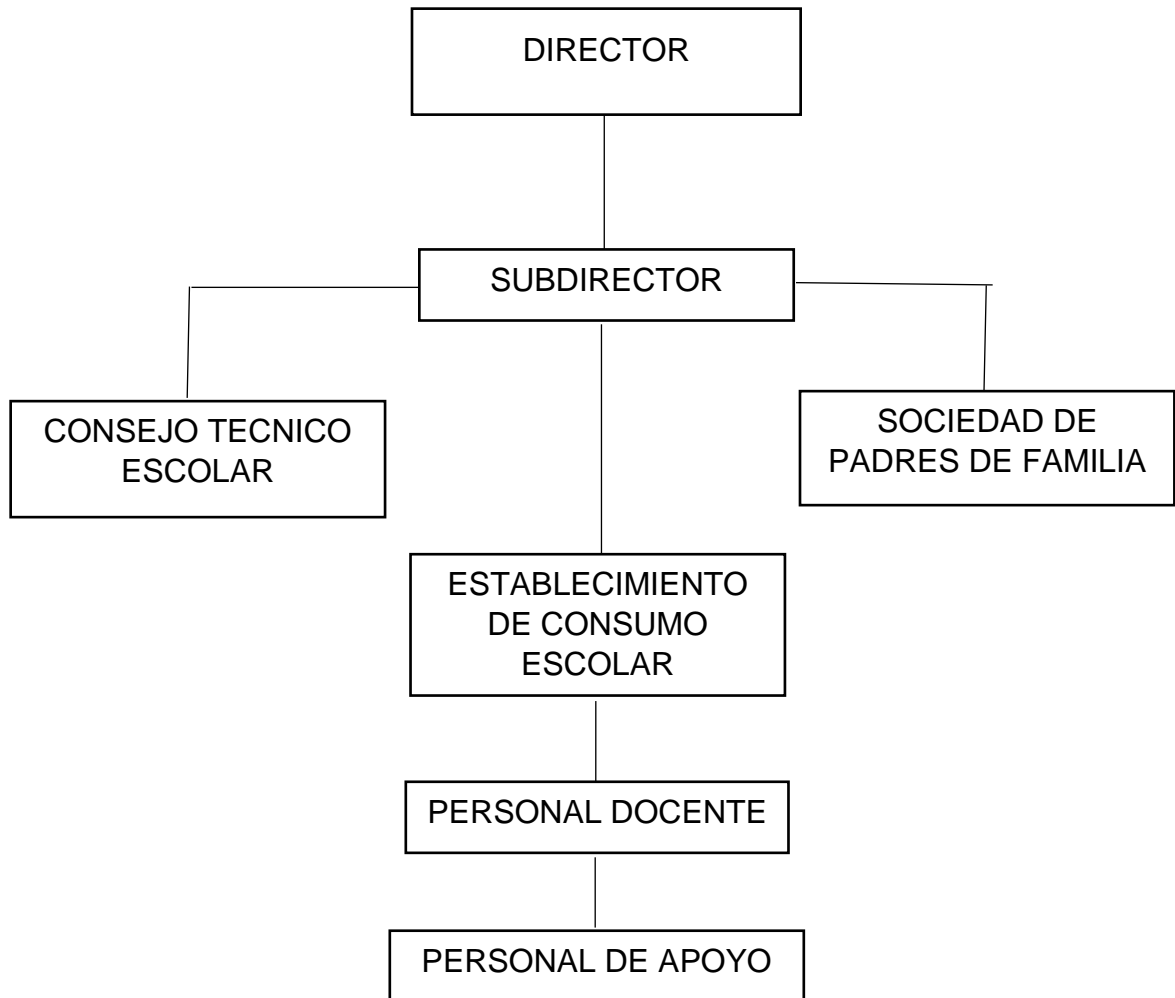 DIRECTOR
SUBDIRECTOR
CONSEJO TECNICO
ESCOLAR
SOCIEDAD DE
PADRES DE FAMILIA
ESTABLECIMIENTO
DE CONSUMO
ESCOLAR
PERSONAL DOCENTE
PERSONAL DE APOYO